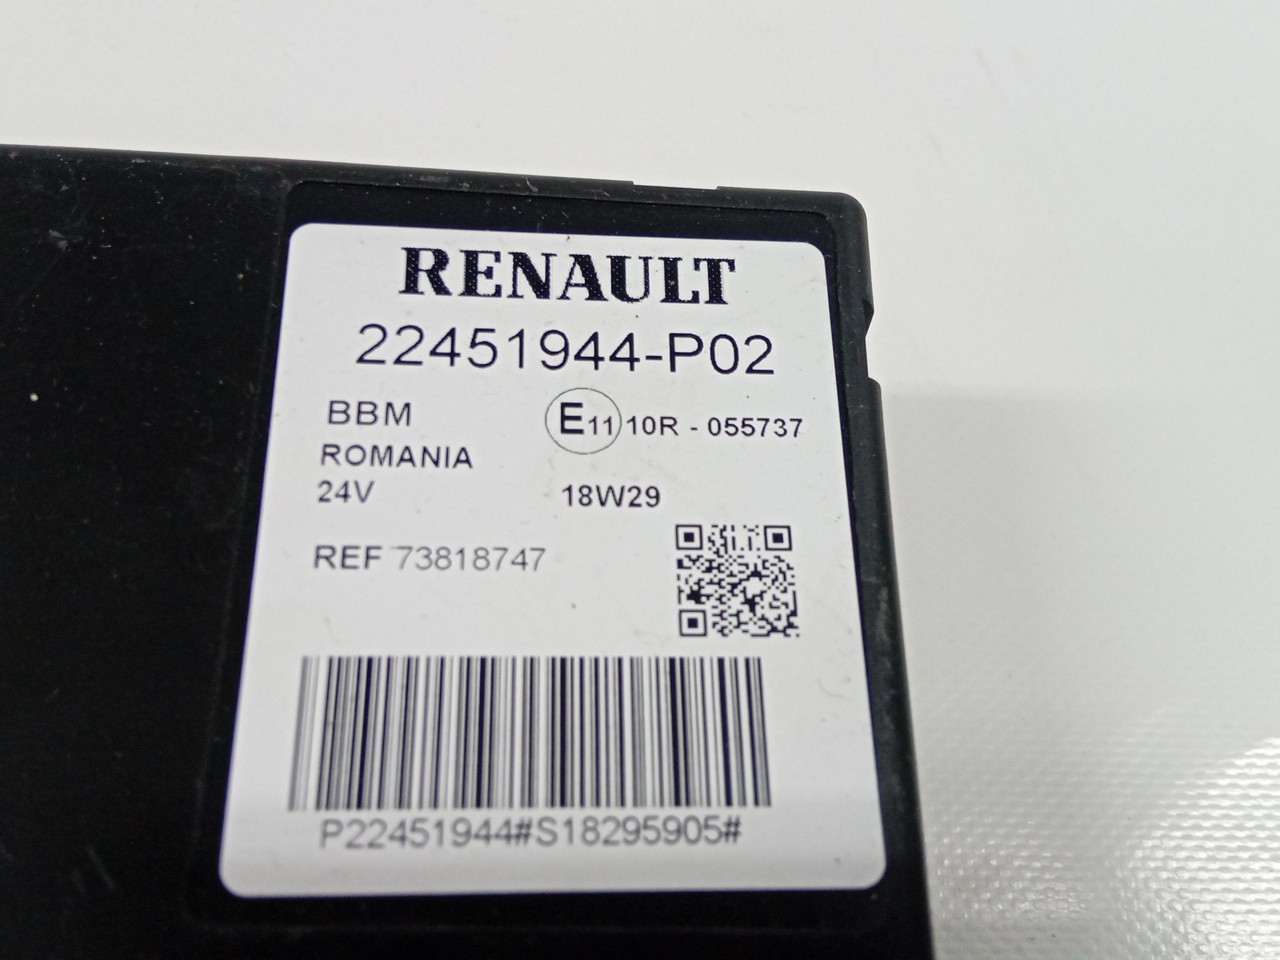 RENAULT
22451944-P02
BBM E11 10R - 055737
ROMANIA
24V 18W29
REF 73818747
P22451944#S18295905#